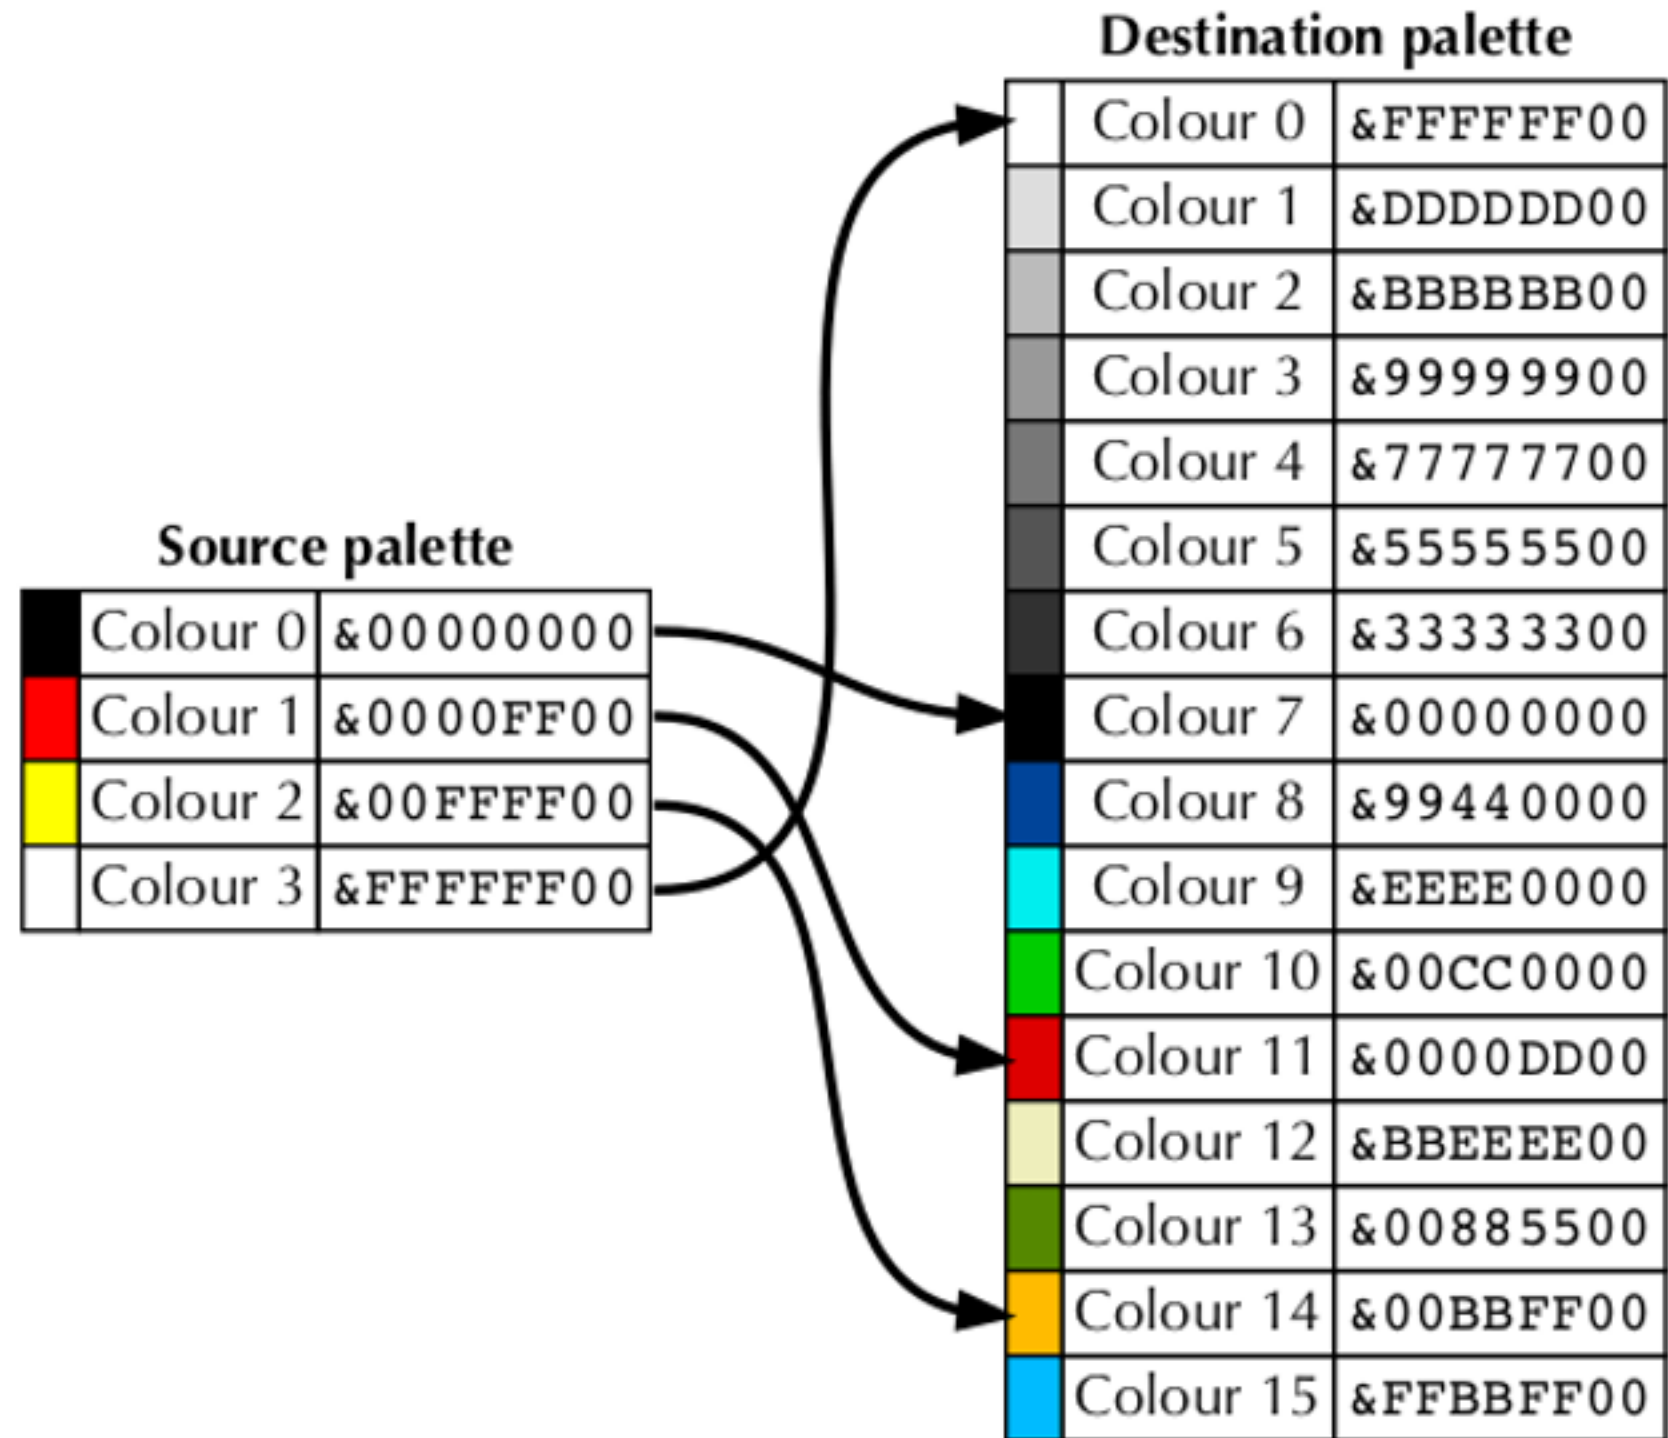 Destination palette
Colour 0 &FFFFFF00
Colour 1 &DDDDDD00
Colour 2 &BBBBBB00
Colour 3 &99999900
Colour 4 &77777700
Colour 5 &55555500
Colour 6 &33333300
Colour 7 &00000000
Colour 8 &99440000
Colour 9 &EEEE0000
Colour 10 &00CC0000
Colour 11 &0000DD00
Colour 12 &BBEEEE00
Colour 13 &00885500
Colour 14 &00BBFF00
Colour 15 &FFBBFF00
Source palette
Colour 0 &00000000
Colour 1 &0000FF00
Colour 2 &00FFFF00
Colour 3 &FFFFFF00